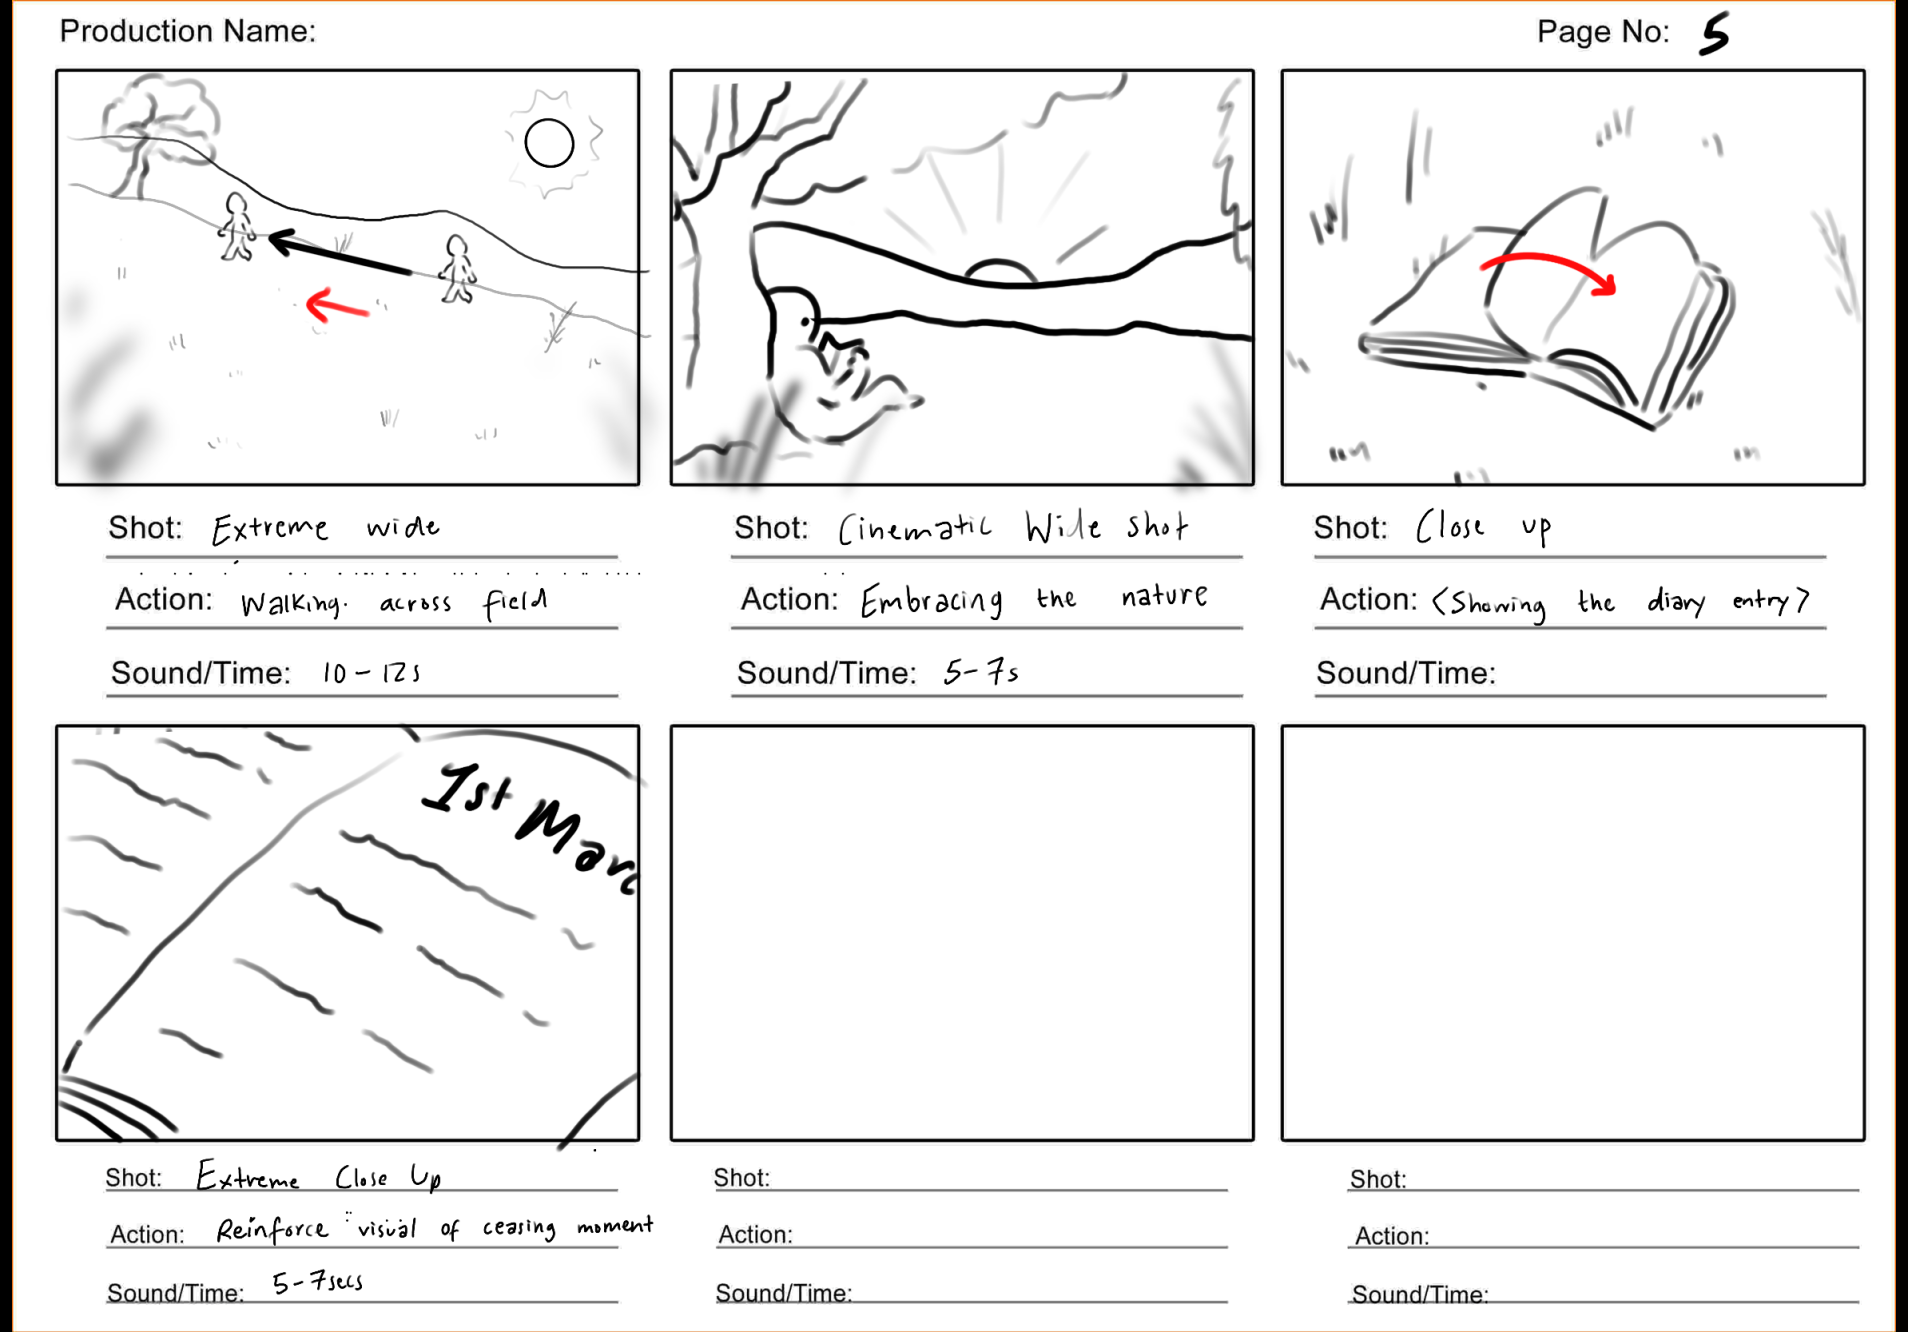 Production Name:
Page No: 5
Shot: Extreme wide
Action: Walking across field
Sound/Time: 10-12s
Shot: Cinematic Wide shot
Action: Embracing the nature
Sound/Time: 5-7s
Shot: Close up
Action: <Showing the diary entry>
Sound/Time:
1st Marc
Shot: Extreme Close Up
Action: Reinforce visual of ceasing moment
Sound/Time: 5-7secs
Shot:
Action:
Sound/Time:
Shot:
Action:
Sound/Time: